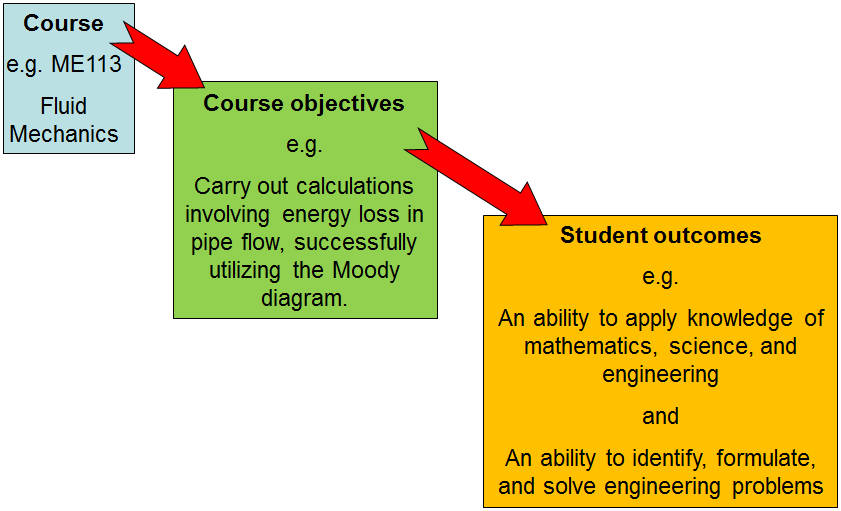 Course
e.g. ME113
Fluid
Mechanics
Course objectives
e.g.
Carry out calculations
involving energy loss in
pipe flow, successfully
utilizing the Moody
diagram.
Student outcomes
e.g.
An ability to apply knowledge of
mathematics, science, and
engineering
and
An ability to identify, formulate,
and solve engineering problems